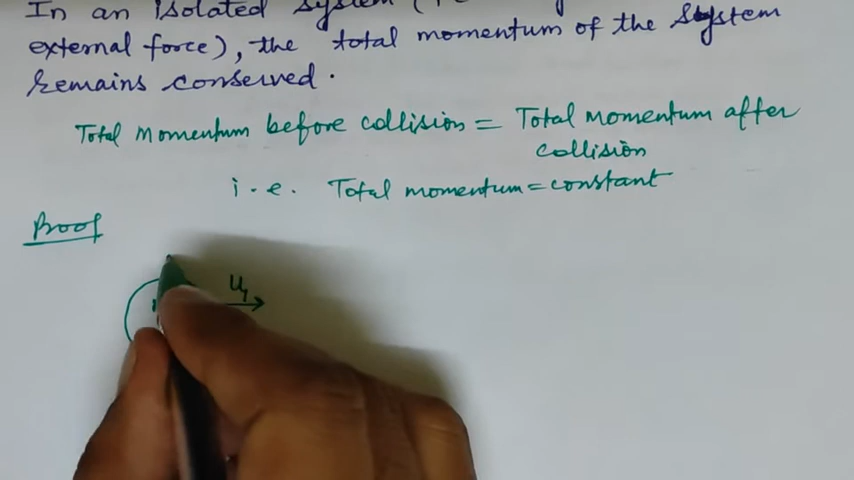 In an isolated system
external force), the total momentum of the system
remains conserved.
Total Momentum before collision = Total Momentum after
collision
i.e. Total momentum = constant
Proof
u₁